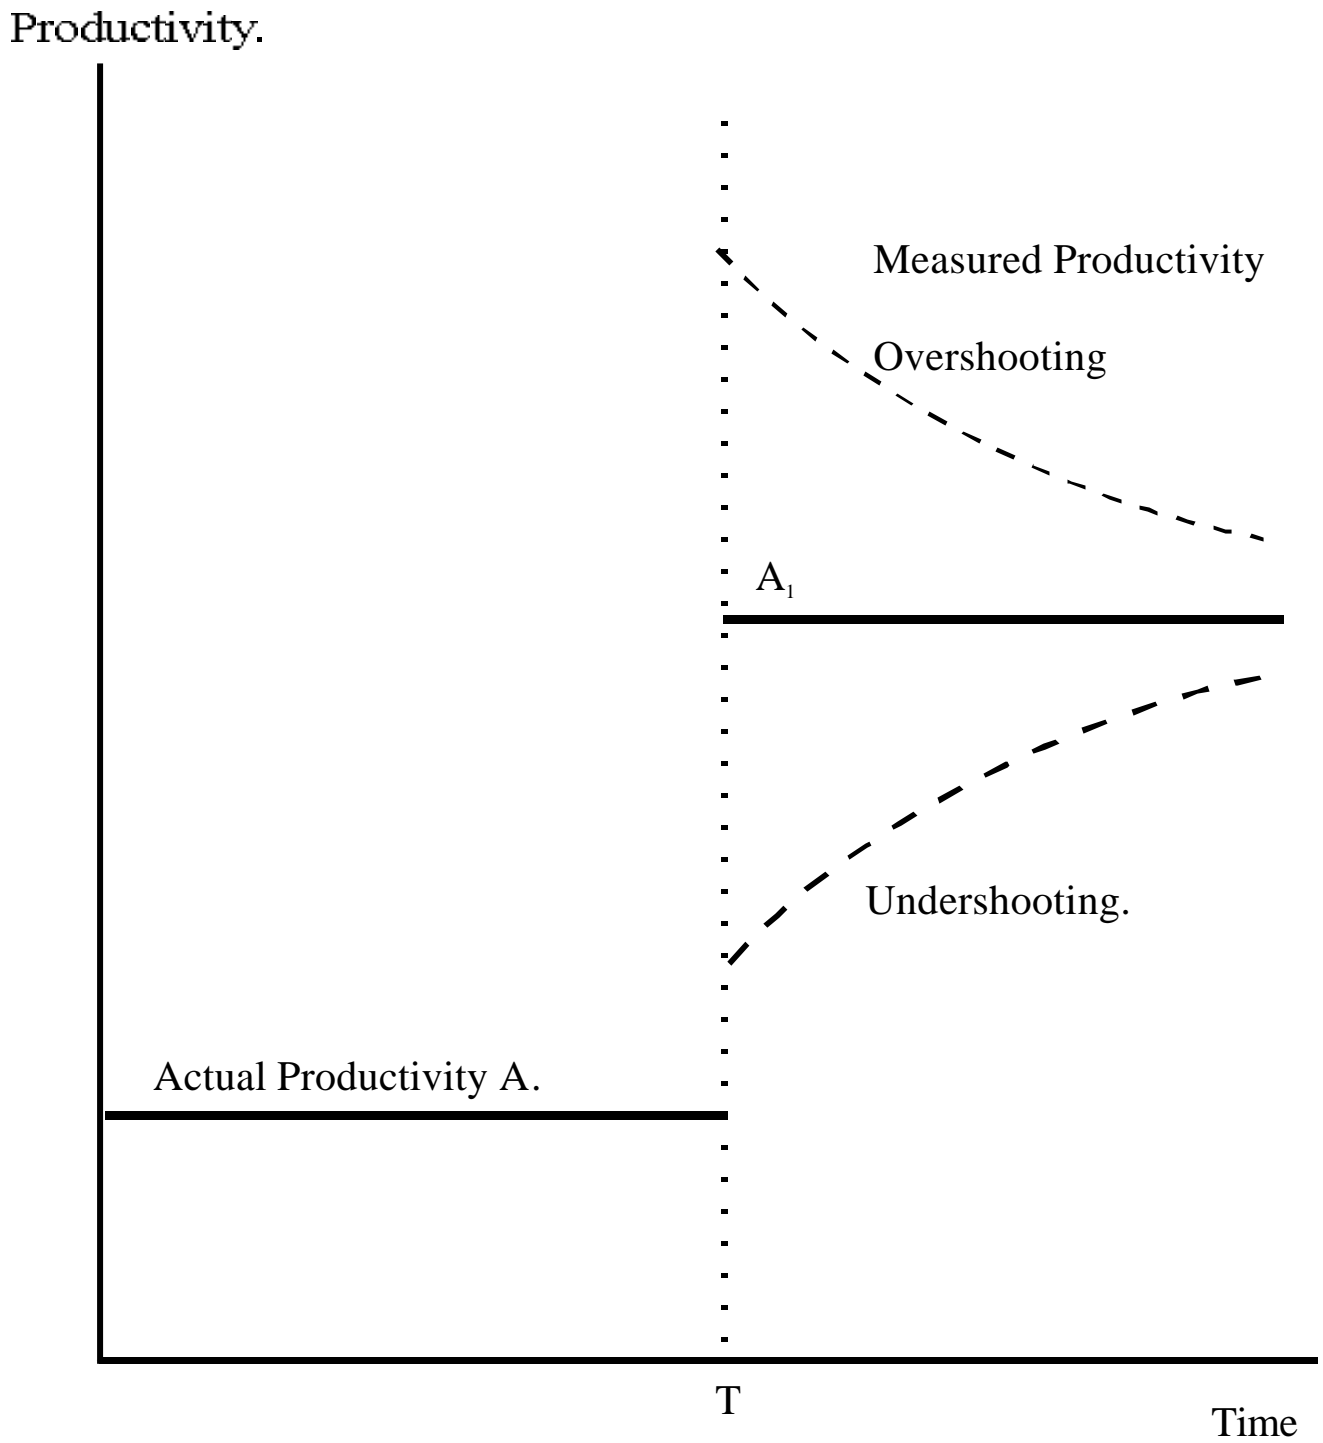 Productivity.
Measured Productivity
Overshooting
A₁
Undershooting.
Actual Productivity A.
T
Time